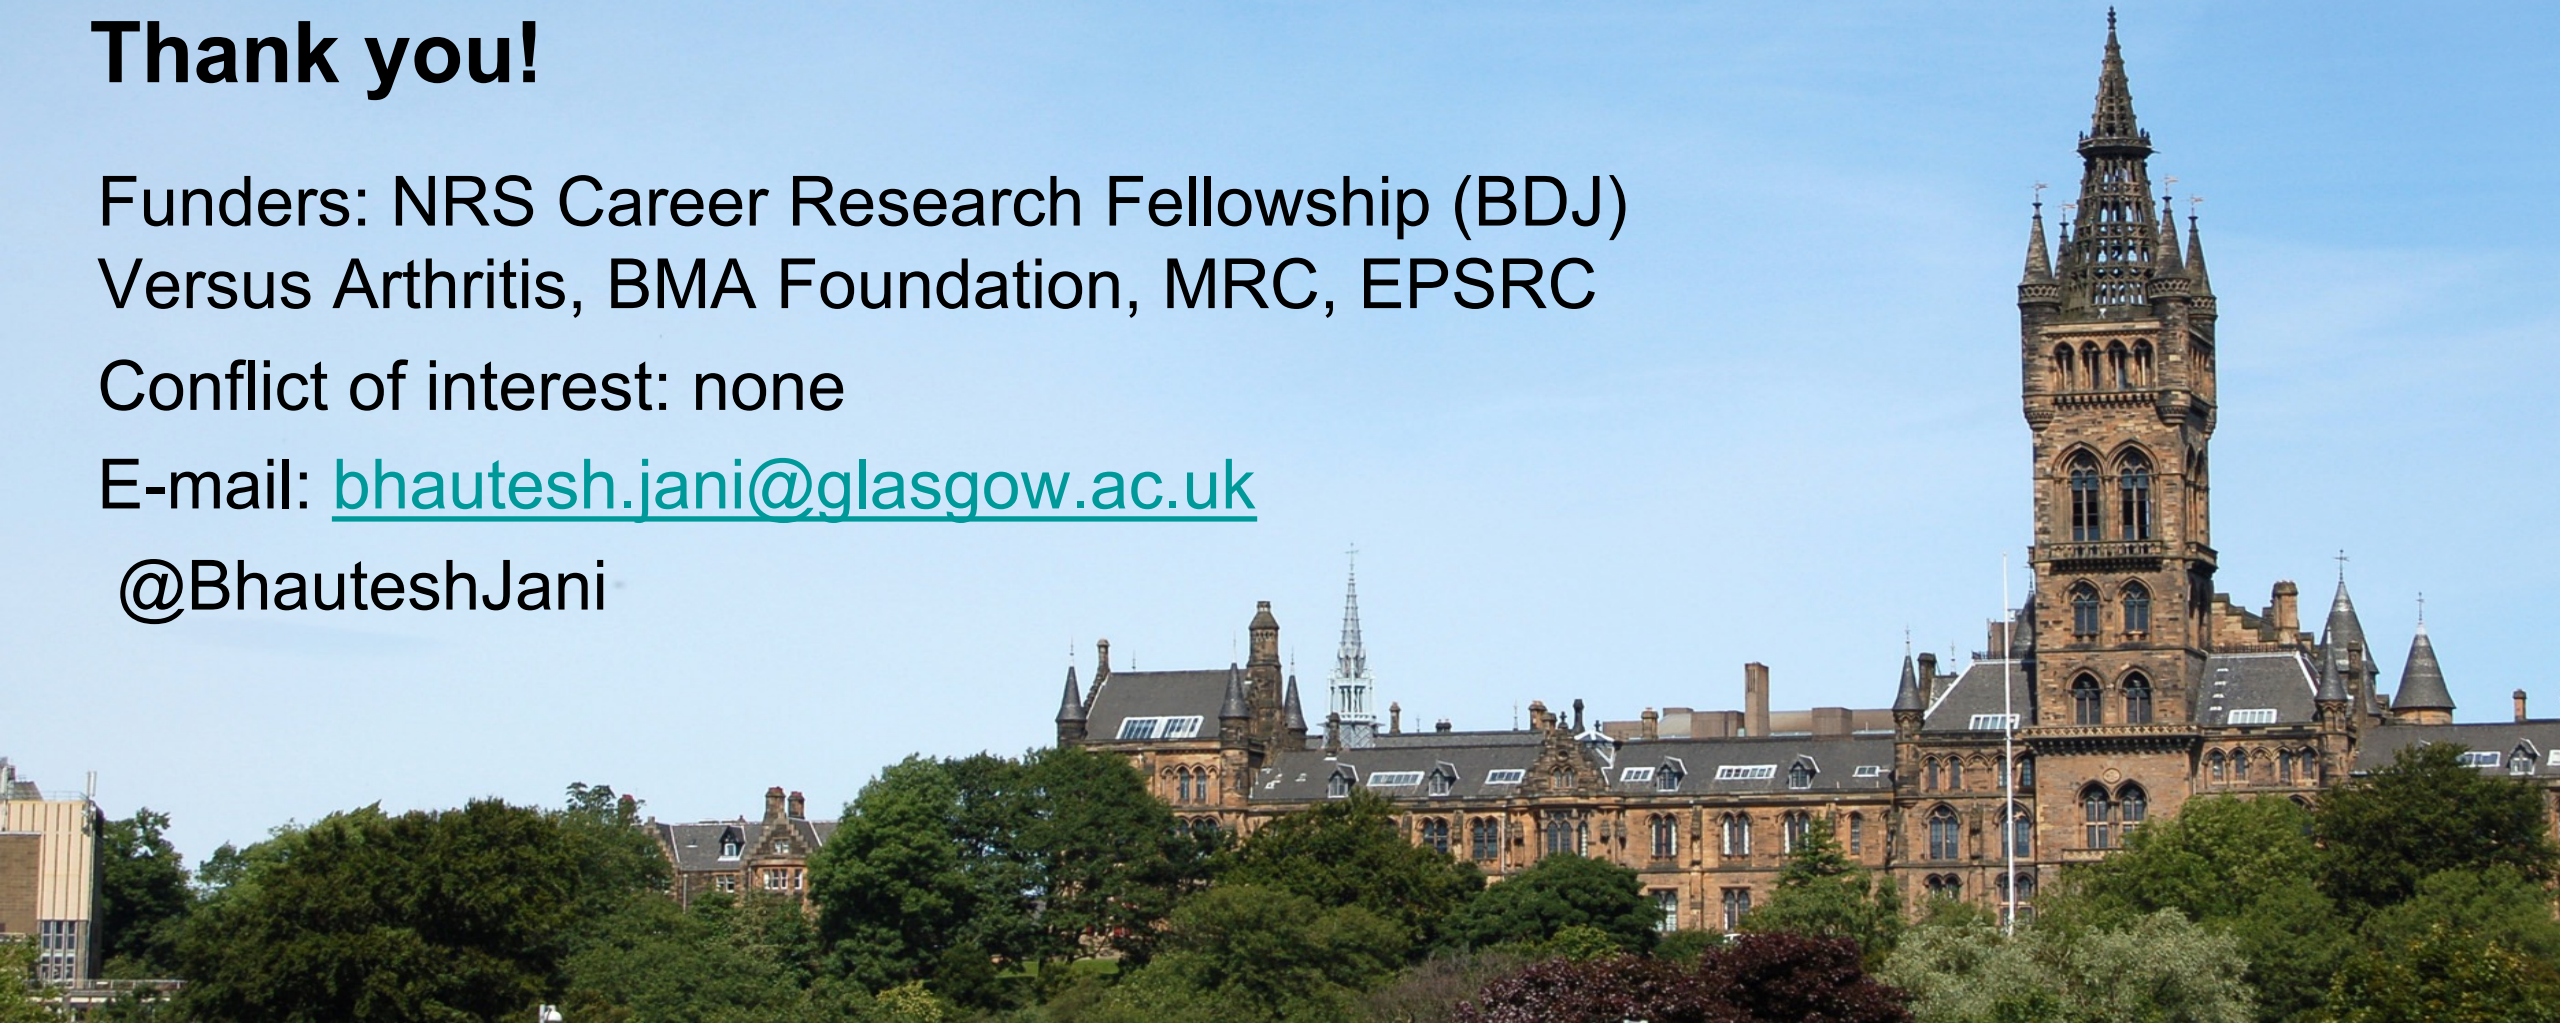 Thank you!
Funders: NRS Career Research Fellowship (BDJ)
Versus Arthritis, BMA Foundation, MRC, EPSRC
Conflict of interest: none
E-mail: bhautesh.jani@glasgow.ac.uk
@BhauteshJani